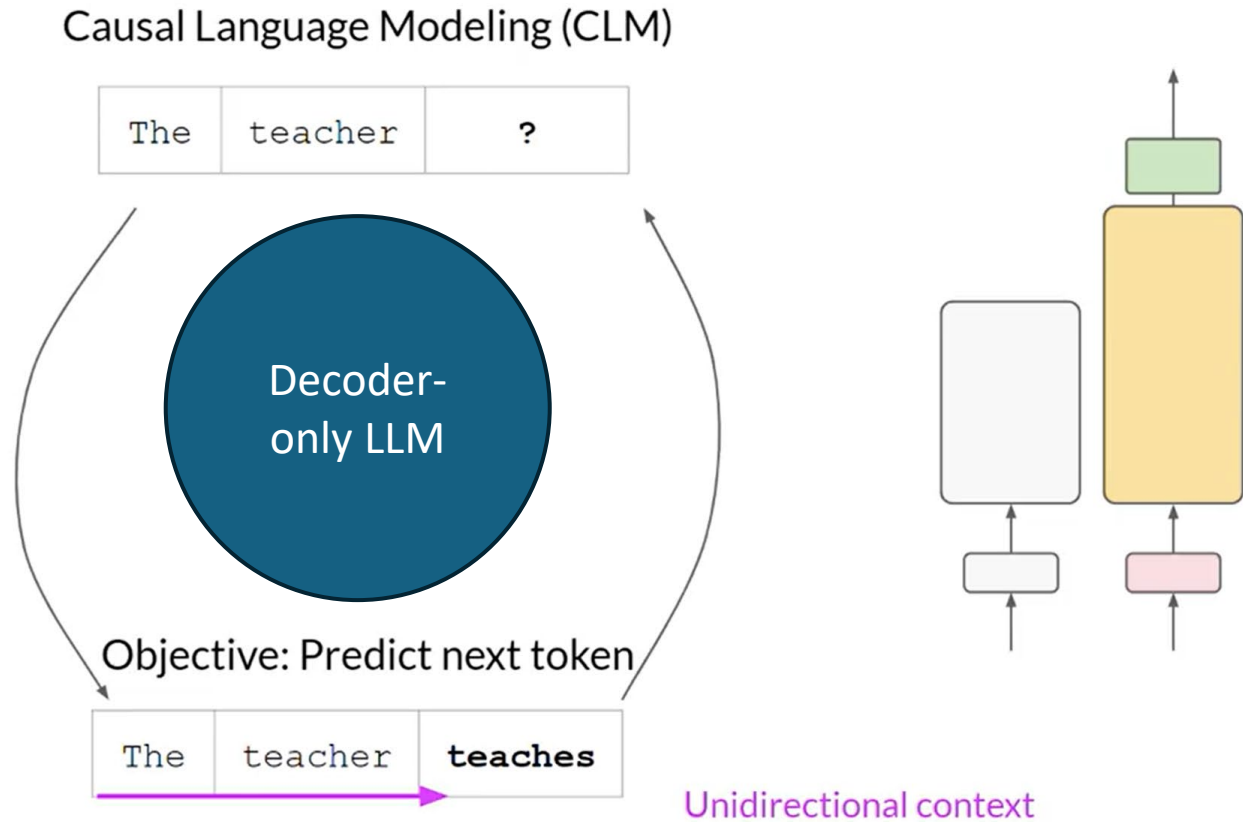 Causal Language Modeling (CLM)
The teacher ?
Decoder-
only LLM
Objective: Predict next token
The teacher teaches
Unidirectional context